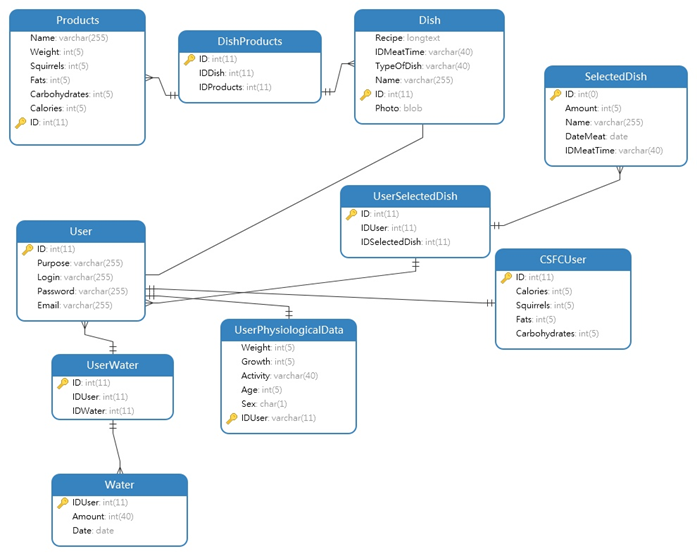 Products
Name: varchar(255)
Weight: int(5)
Squirrels: int(5)
Fats: int(5)
Carbohydrates: int(5)
Calories: int(5)
ID: int(11)
DishProducts
ID: int(11)
IDDish: int(11)
IDProducts: int(11)
Dish
Recipe: longtext
IDMeatTime: varchar(40)
TypeOfDish: varchar(40)
Name: varchar(255)
ID: int(11)
Photo: blob
SelectedDish
ID: int(0)
Amount: int(5)
Name: varchar(255)
DateMeat: date
IDMeatTime: varchar(40)
UserSelectedDish
ID: int(11)
IDUser: int(11)
IDSelectedDish: int(11)
User
ID: int(11)
Purpose: varchar(255)
Login: varchar(255)
Password: varchar(255)
Email: varchar(255)
CSFCUser
ID: int(11)
Calories: int(5)
Squirrels: int(5)
Fats: int(5)
Carbohydrates: int(5)
UserPhysiologicalData
Weight: int(5)
Growth: int(5)
Activity: varchar(40)
Age: int(5)
Sex: char(1)
IDUser: varchar(11)
UserWater
ID: int(11)
IDUser: int(11)
IDWater: int(11)
Water
IDUser: int(11)
Amount: int(40)
Date: date